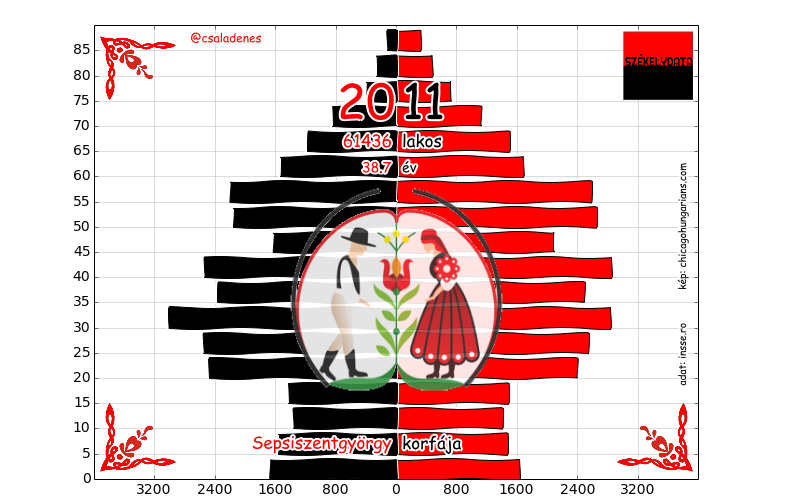 @csaladenes
SZÉKELYDATA
2011
61436 lakos
38.7 év
Sepsiszentgyörgy korfája
kép: chicagohungarians.com
adat: insse.ro
85
80
75
70
65
60
55
50
45
40
35
30
25
20
15
10
5
0
3200 2400 1600 800 0 800 1600 2400 3200